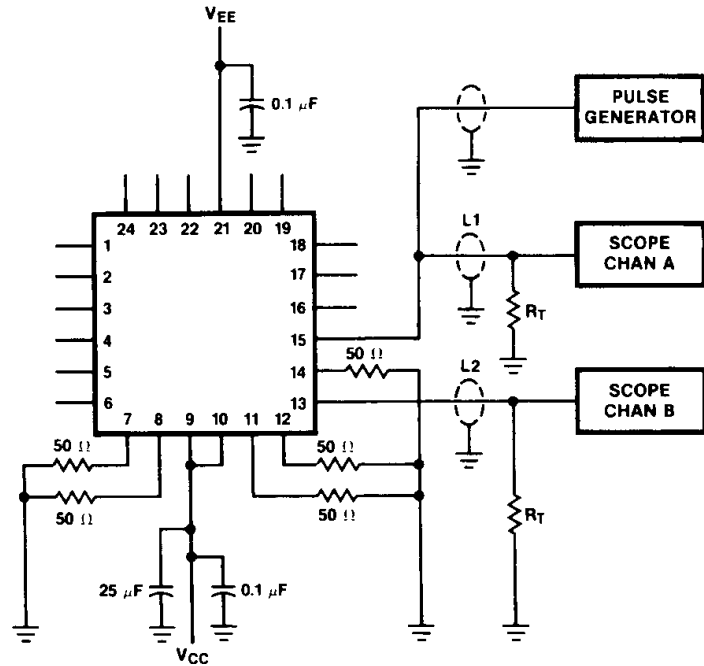 VEE
0.1 µF
PULSE
GENERATOR
24 23 22 21 20 19
L1
SCOPE
CHAN A
RT
1
2
3
4
5
6
18
17
16
15
14
13
50 Ω
L2
SCOPE
CHAN B
7 8 9 10 11 12
50 Ω
50 Ω
50 Ω
50 Ω
RT
25 µF
0.1 µF
VCC